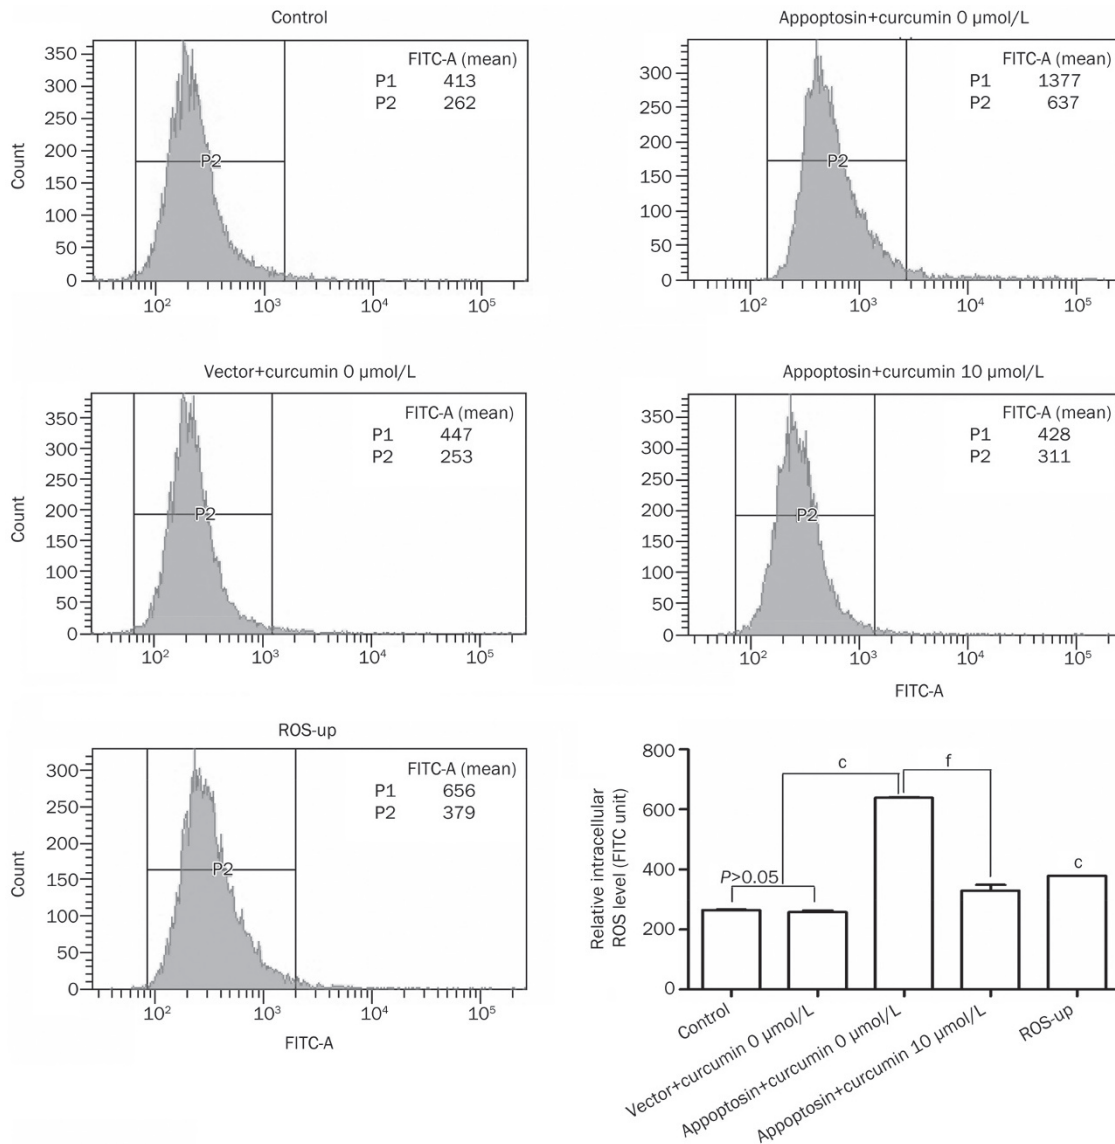 Control
FITC-A (mean)
P1 413
P2 262
P2
Count
350
300
250
200
150
100
50
0
10² 10³ 10⁴ 10⁵
Appoptosin+curcumin 0 µmol/L
FITC-A (mean)
P1 1377
P2 637
P2
300
250
200
150
100
50
0
10² 10³ 10⁴ 10⁵
Vector+curcumin 0 µmol/L
FITC-A (mean)
P1 447
P2 253
P2
Count
350
300
250
200
150
100
50
0
10² 10³ 10⁴ 10⁵
Appoptosin+curcumin 10 µmol/L
FITC-A (mean)
P1 428
P2 311
P2
350
300
250
200
150
100
50
0
10² 10³ 10⁴ 10⁵
FITC-A
ROS-up
FITC-A (mean)
P1 656
P2 379
P2
Count
300
250
200
150
100
50
0
10² 10³ 10⁴ 10⁵
FITC-A
Relative intracellular
ROS level (FITC unit)
800
600
400
200
0
c
f
P>0.05
c
Control
Vector+curcumin 0 µmol/L
Appoptosin+curcumin 0 µmol/L
Appoptosin+curcumin 10 µmol/L
ROS-up